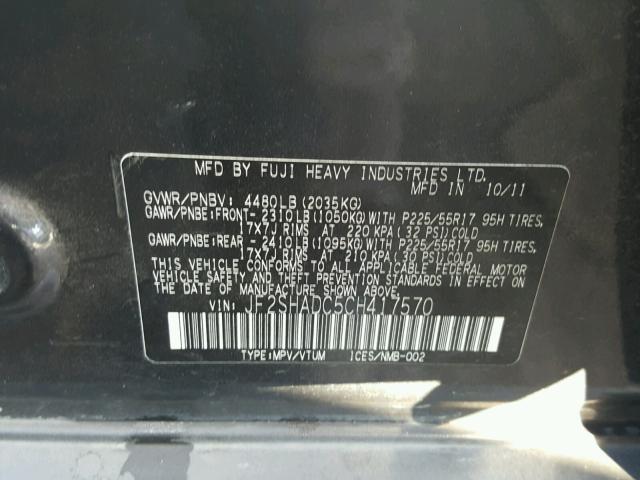 MFD BY FUJI HEAVY INDUSTRIES LTD.
MFD IN 10/11
GVWR/PNBV: 4480LB (2035KG)
GAWR/PNBE:FRONT- 2310LB(1050KG)WITH P225/55R17 95H TIRES,
17X7J RIMS AT 220 KPA( 32 PSI)COLD
GAWR/PNBE:REAR -2410LB(1095KG)WITH P225/55R17 95H TIRES,
17X7J RIMS AT 210 KPA( 30 PSI)COLD
THIS VEHICLE CONFORMS TO ALL APPLICABLE FEDERAL MOTOR
VEHICLE SAFETY AND THEFT PREVENTION STANDARDS IN EFFECT ON
THE DATE OF MANUFACTURE SHOWN ABOVE.
VIN: JF2SHADC5CH417570
TYPE:MPV/VTUM ICES/NMB-002